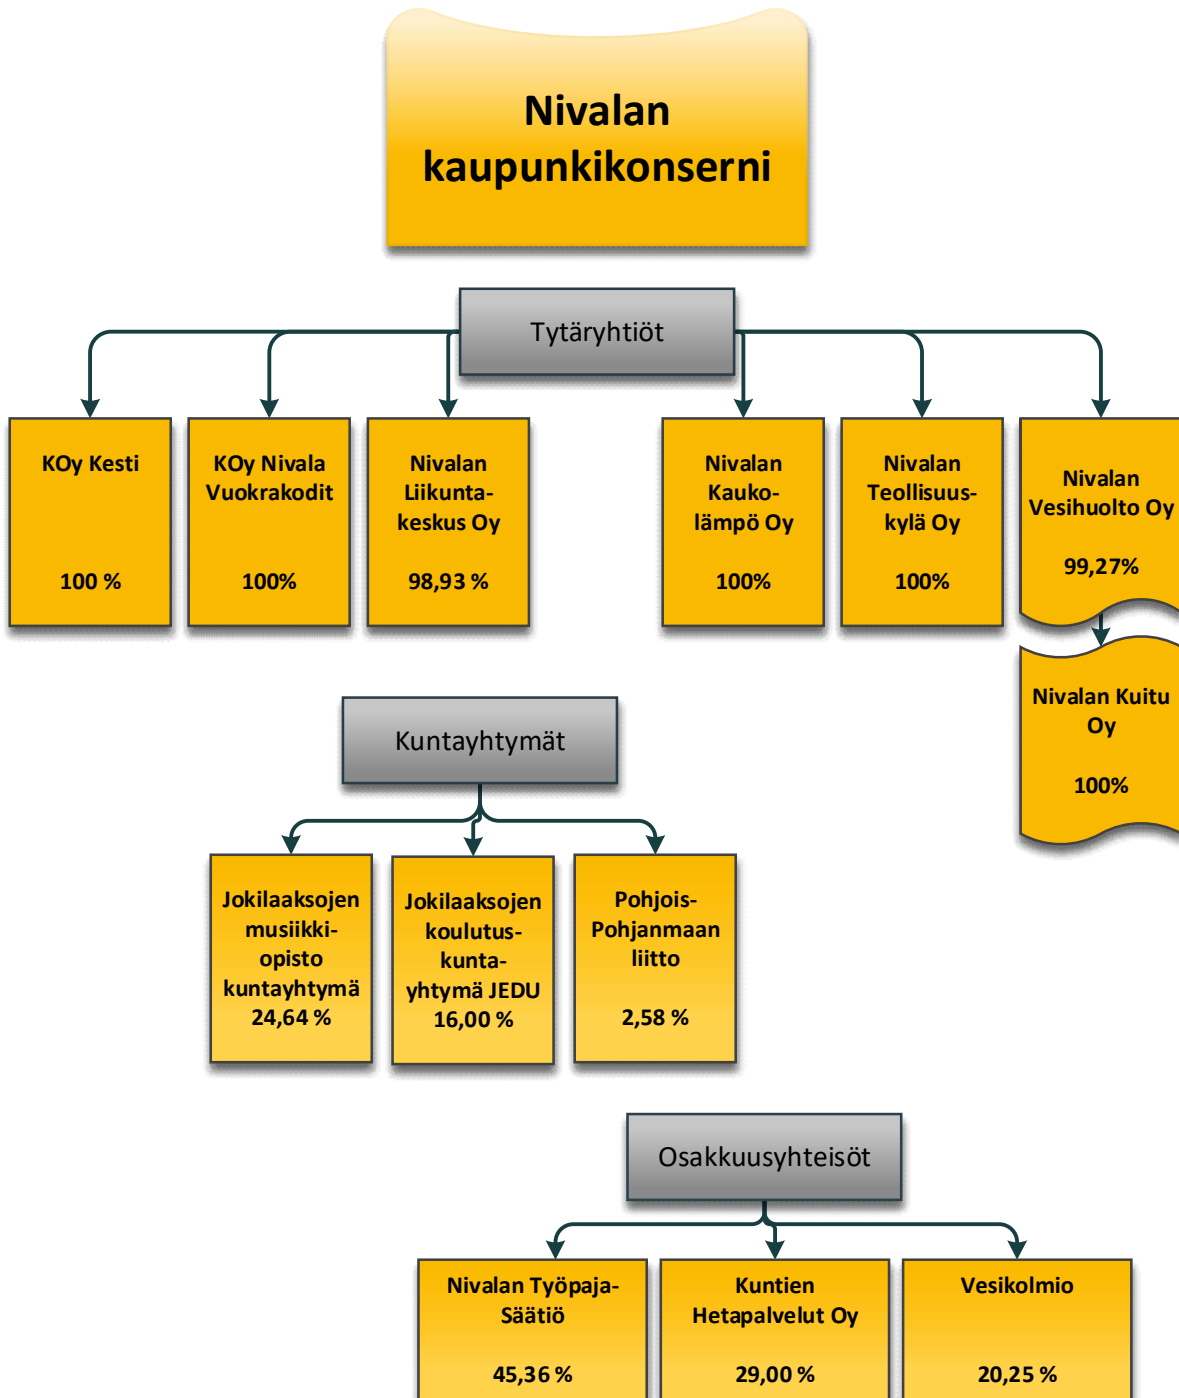 Nivalan
kaupunkikonserni
Tytäryhtiöt
KOy Kesti
100 %
KOy Nivala
Vuokrakodit
100%
Nivalan
Liikunta-
keskus Oy
98,93 %
Nivalan
Kauko-
lämpö Oy
100%
Nivalan
Teollisuus-
kylä Oy
100%
Nivalan
Vesihuolto Oy
99,27%
Nivalan Kuitu
Oy
100%
Kuntayhtymät
Jokilaaksojen
musiikki-
opisto
kuntayhtymä
24,64 %
Jokilaaksojen
koulutus-
kunta-
yhtymä JEDU
16,00 %
Pohjois-
Pohjanmaan
liitto
2,58 %
Osakkuusyhteisöt
Nivalan Työpaja-
Säätiö
45,36 %
Kuntien
Hetapalvelut Oy
29,00 %
Vesikolmio
20,25 %